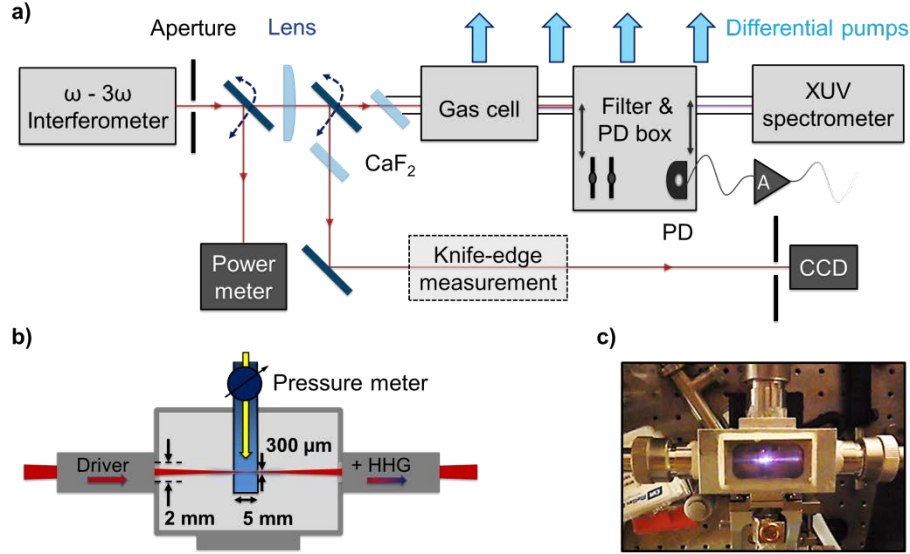 a)
Aperture
Lens
Differential pumps
ω - 3ω
Interferometer
Gas cell
Filter &
PD box
XUV
spectrometer
CaF₂
A
PD
Power
meter
Knife-edge
measurement
CCD
b)
c)
Pressure meter
300 μm
Driver
+ HHG
2 mm
5 mm